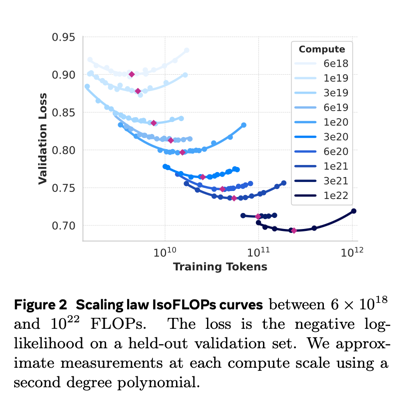 0.95
0.90
0.85
0.80
0.75
0.70
Validation Loss
10¹⁰
10¹¹
10¹²
Training Tokens
Compute
6e18
1e19
3e19
6e19
1e20
3e20
6e20
1e21
3e21
1e22
Figure 2 Scaling law IsoFLOPs curves between 6 × 10¹⁸
and 10²² FLOPs. The loss is the negative log-
likelihood on a held-out validation set. We approx-
imate measurements at each compute scale using a
second degree polynomial.